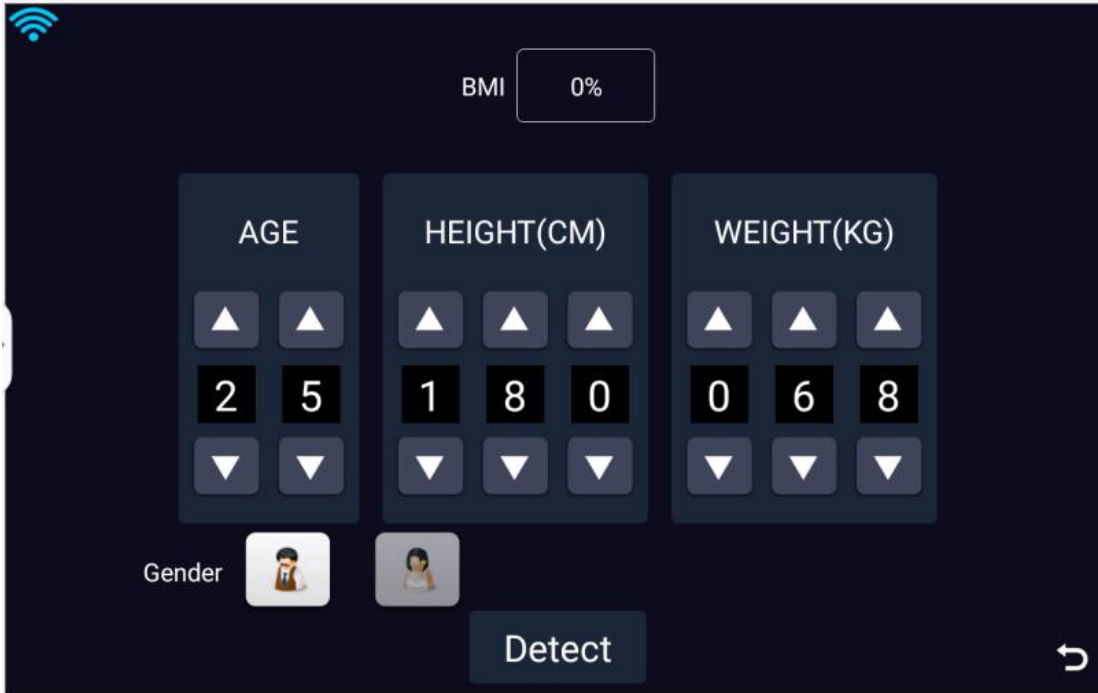 BMI 0%
AGE HEIGHT(CM) WEIGHT(KG)
2 5 1 8 0 0 6 8
Gender
Detect